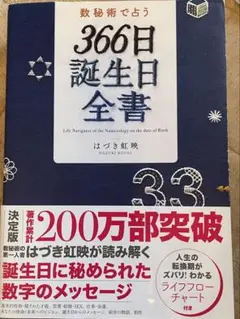 数秘術で占う
366日
誕生日
全書
Life Navigator of the Numerology on the date of Birth
はづき虹映
HAZUKI KOUEI
33
決定版
著作累計
200万部突破
数秘術の第一人者
はづき虹映が読み解く
誕生日に秘められた
数字のメッセージ
人生の
転換期が
ズバリ!わかる
ライフフロー
チャート
付き